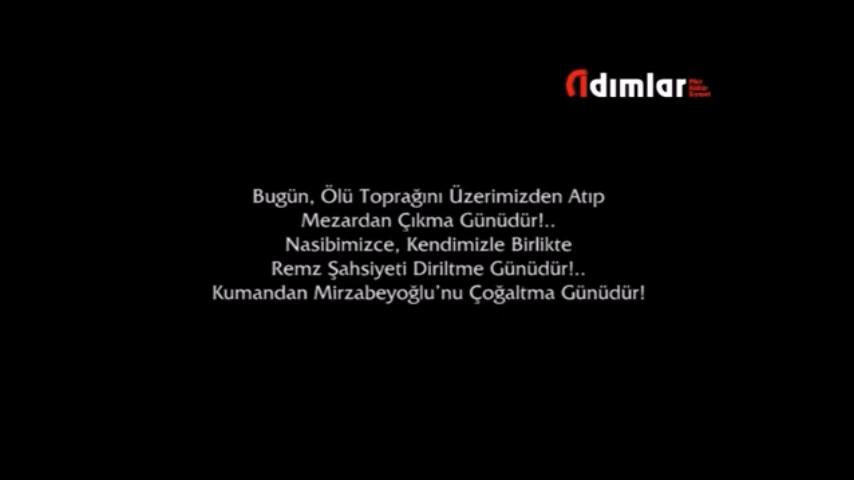 Adımlar
Bugün, Ölü Toprağını Üzerimizden Atıp
Mezardan Çıkma Günüdür!..
Nasibimizce, Kendimizle Birlikte
Remz Şahsiyeti Diriltme Günüdür!..
Kumandan Mirzabeyoğlu'nu Çoğaltma Günüdür!